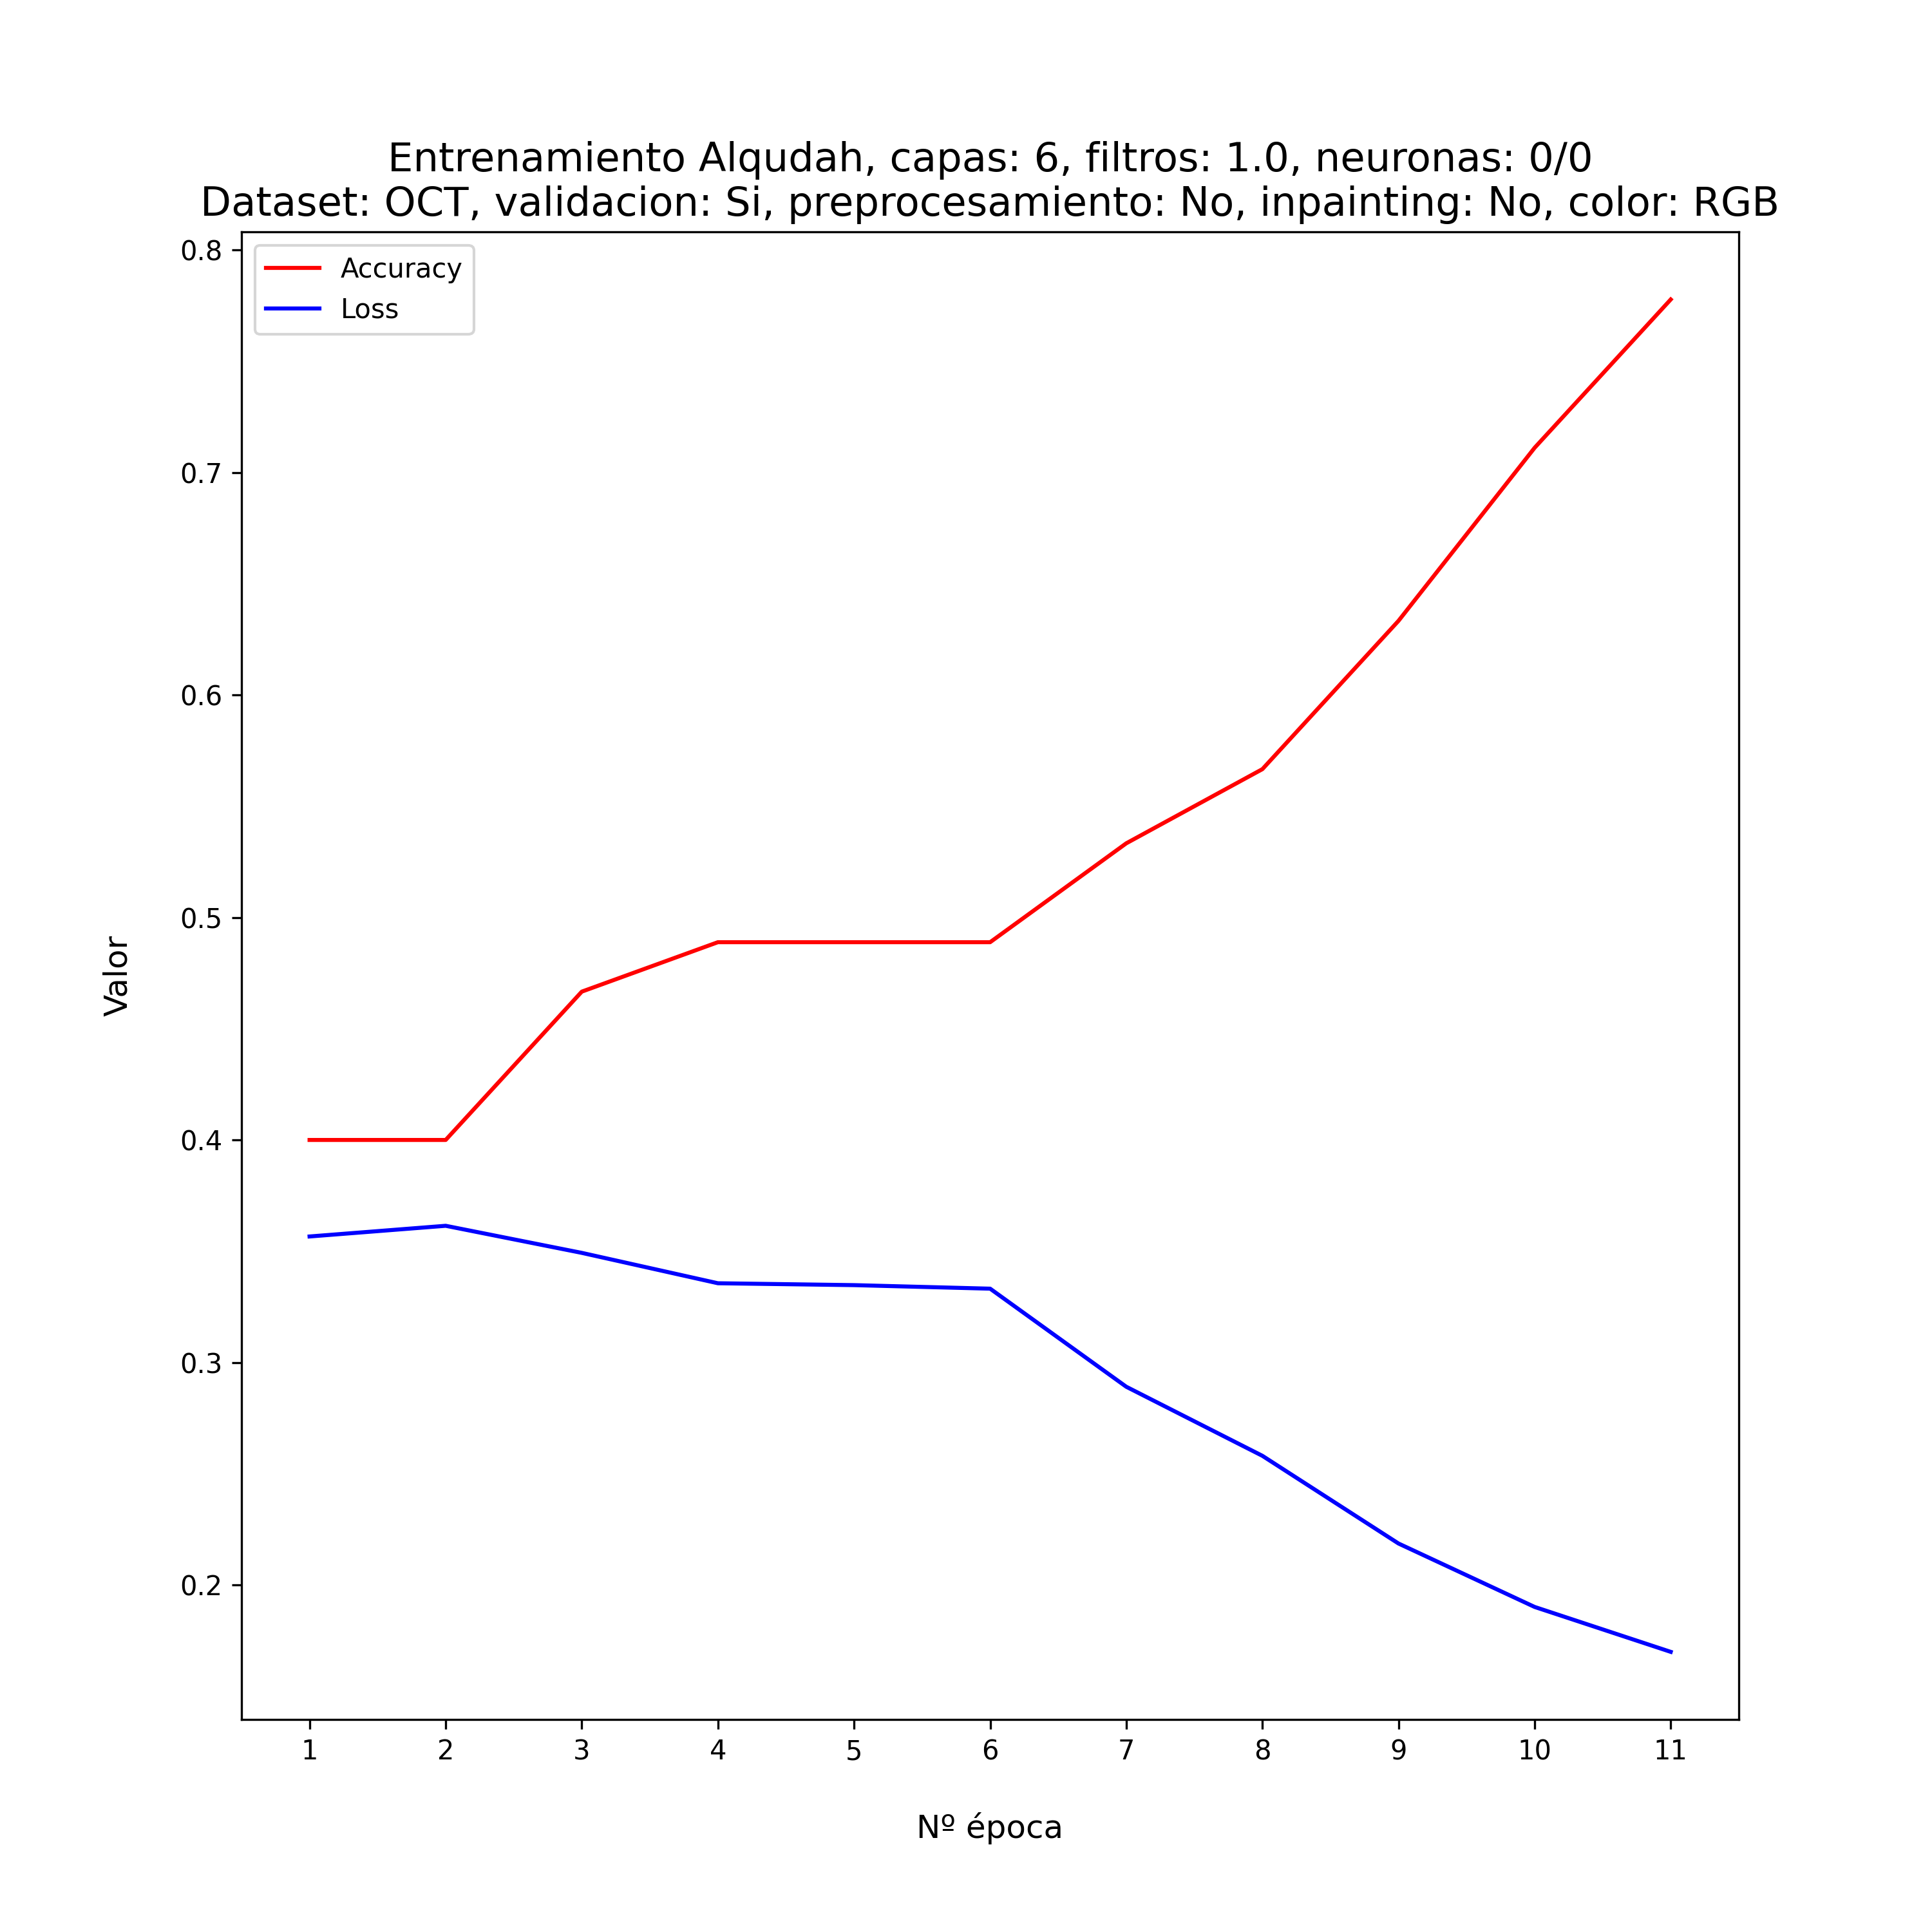 Entrenamiento Alqudah, capas: 6, filtros: 1.0, neuronas: 0/0
Dataset: OCT, validacion: Si, preprocesamiento: No, inpainting: No, color: RGB
Accuracy
Loss
0.8
0.7
0.6
0.5
0.4
0.3
0.2
Valor
1 2 3 4 5 6 7 8 9 10 11
Nº época